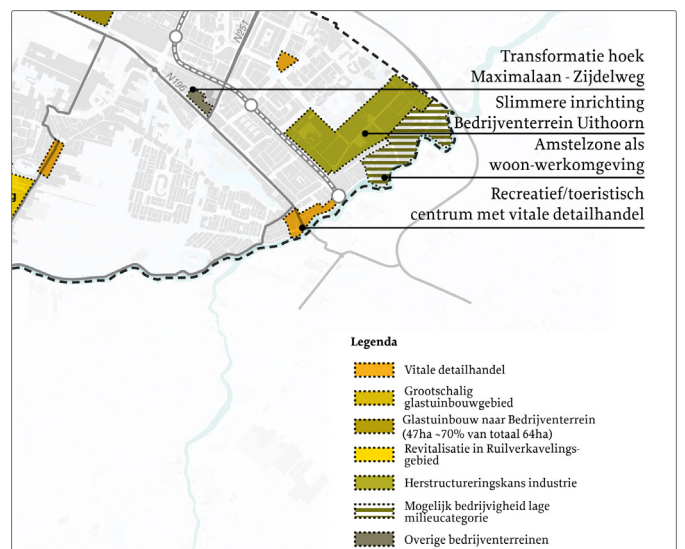 N251
N196
Transformatie hoek
Maximalaan - Zijdelweg
Slimmere inrichting
Bedrijventerrein Uithoorn
Amstelzone als
woon-werkomgeving
Recreatief/toeristisch
centrum met vitale detailhandel
Legenda
Vitale detailhandel
Grootschalig
glastuinbouwgebied
Glastuinbouw naar Bedrijventerrein
(47ha ~70% van totaal 64ha)
Revitalisatie in Ruilverkavelings-
gebied
Herstructureringskans industrie
Mogelijk bedrijvigheid lage
milieucategorie
Overige bedrijventerreinen